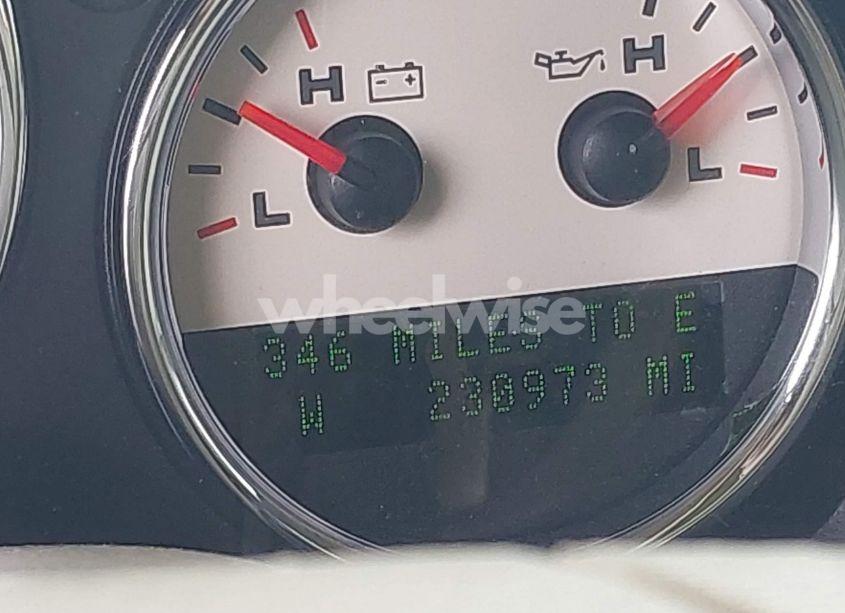 H H
L L
wheelwise
346 MILES TO E
W 230973 MI